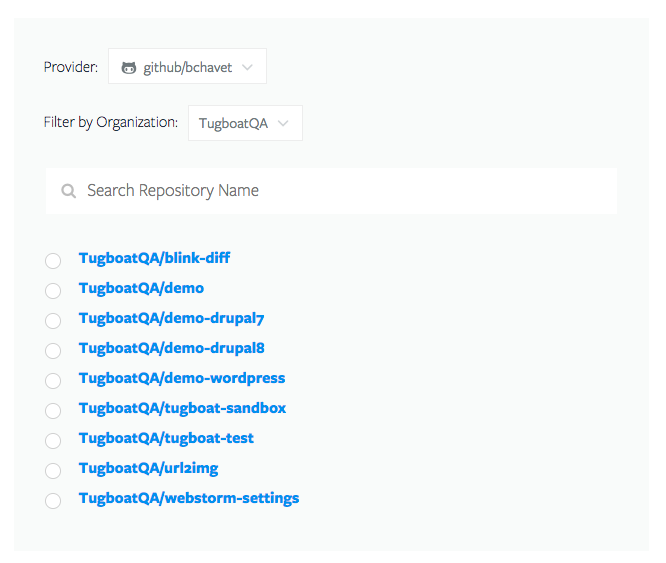 Provider: github/bchavet
Filter by Organization: TugboatQA
Search Repository Name
TugboatQA/blink-diff
TugboatQA/demo
TugboatQA/demo-drupal7
TugboatQA/demo-drupal8
TugboatQA/demo-wordpress
TugboatQA/tugboat-sandbox
TugboatQA/tugboat-test
TugboatQA/url2img
TugboatQA/webstorm-settings